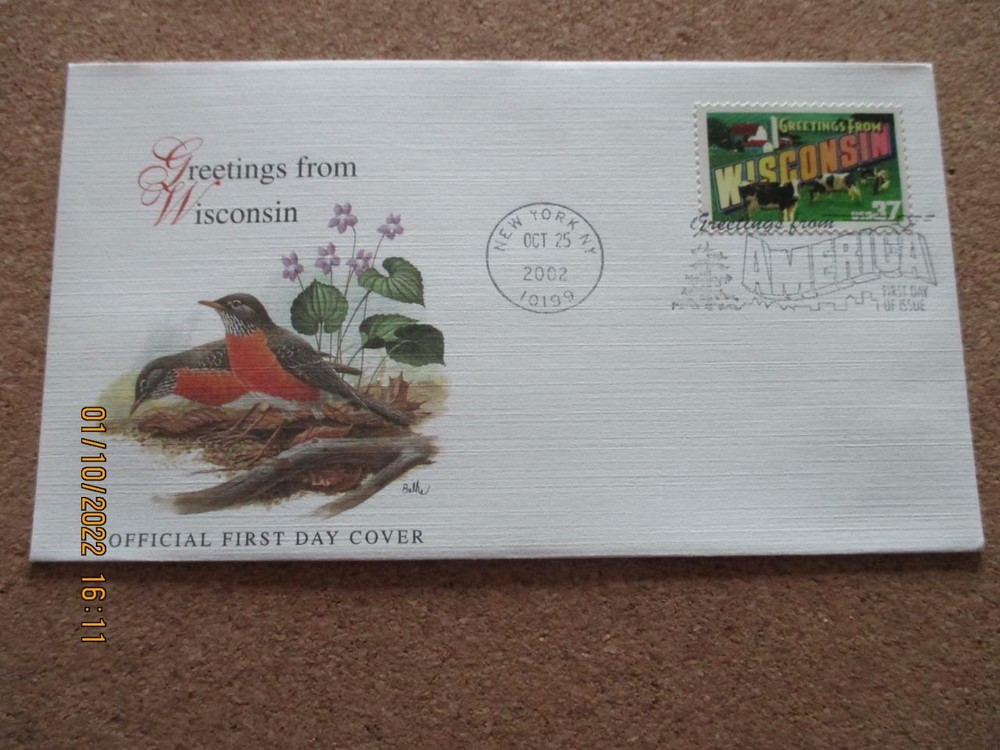 Greetings from
Wisconsin
GREETINGS FROM
WISCONSIN
USA 37
NEW YORK NY
OCT 25
2002
10199
Greetings from
AMERICA
FIRST DAY
OF ISSUE
OFFICIAL FIRST DAY COVER
01/10/2022 16:11